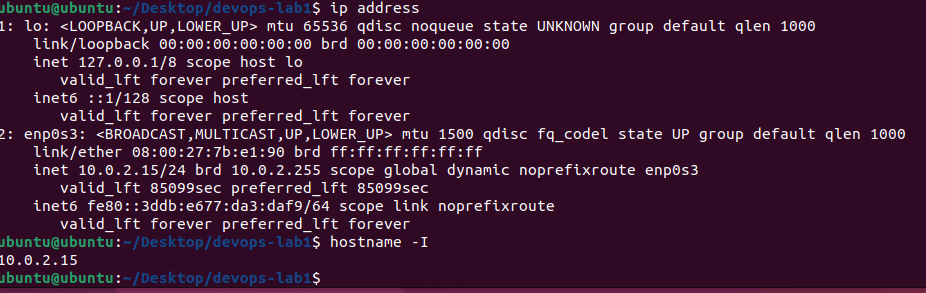 ubuntu@ubuntu:~/Desktop/devops-lab1$ ip address
1: lo: <LOOPBACK,UP,LOWER_UP> mtu 65536 qdisc noqueue state UNKNOWN group default qlen 1000
    link/loopback 00:00:00:00:00:00 brd 00:00:00:00:00:00
    inet 127.0.0.1/8 scope host lo
       valid_lft forever preferred_lft forever
    inet6 ::1/128 scope host
       valid_lft forever preferred_lft forever
2: enp0s3: <BROADCAST,MULTICAST,UP,LOWER_UP> mtu 1500 qdisc fq_codel state UP group default qlen 1000
    link/ether 08:00:27:7b:e1:90 brd ff:ff:ff:ff:ff:ff
    inet 10.0.2.15/24 brd 10.0.2.255 scope global dynamic noprefixroute enp0s3
       valid_lft 85099sec preferred_lft 85099sec
    inet6 fe80::3ddb:e677:da3:daf9/64 scope link noprefixroute
       valid_lft forever preferred_lft forever
ubuntu@ubuntu:~/Desktop/devops-lab1$ hostname -I
10.0.2.15
ubuntu@ubuntu:~/Desktop/devops-lab1$